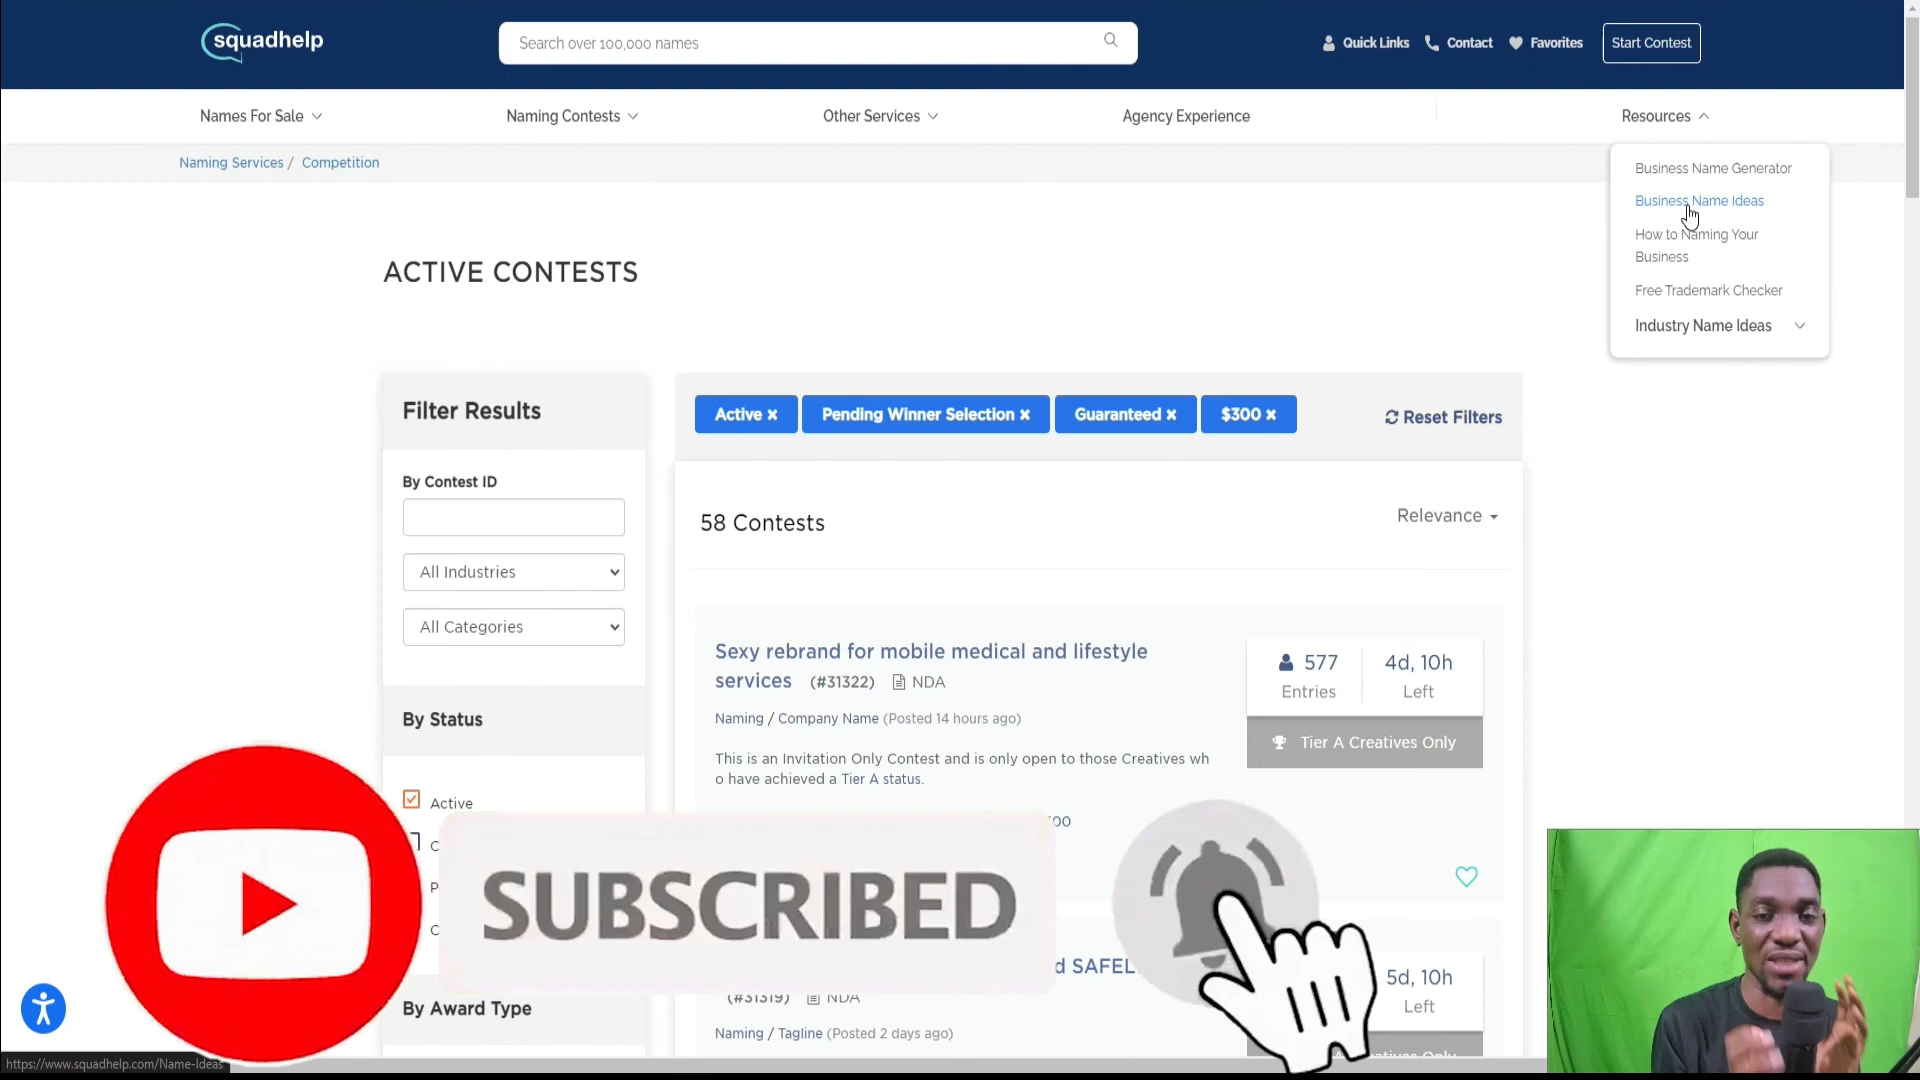 squadhelp
Search over 100,000 names
Quick Links
Contact
Favorites
Start Contest
Names For Sale
Naming Contests
Other Services
Agency Experience
Resources
Naming Services / Competition
Business Name Generator
Business Name Ideas
How to Naming Your
Business
Free Trademark Checker
Industry Name Ideas
ACTIVE CONTESTS
Filter Results
Active ×
Pending Winner Selection ×
Guaranteed ×
$300 ×
Reset Filters
By Contest ID
All Industries
All Categories
58 Contests
Relevance
Sexy rebrand for mobile medical and lifestyle
services (#31322) NDA
Naming / Company Name (Posted 14 hours ago)
This is an Invitation Only Contest and is only open to those Creatives wh
o have achieved a Tier A status.
577
Entries
4d, 10h
Left
Tier A Creatives Only
By Status
Active
SUBSCRIBED
d SAFEL
(#31319) NDA
Naming / Tagline (Posted 2 days ago)
5d, 10h
Left
By Award Type
https://www.squadhelp.com/Name-Ideas